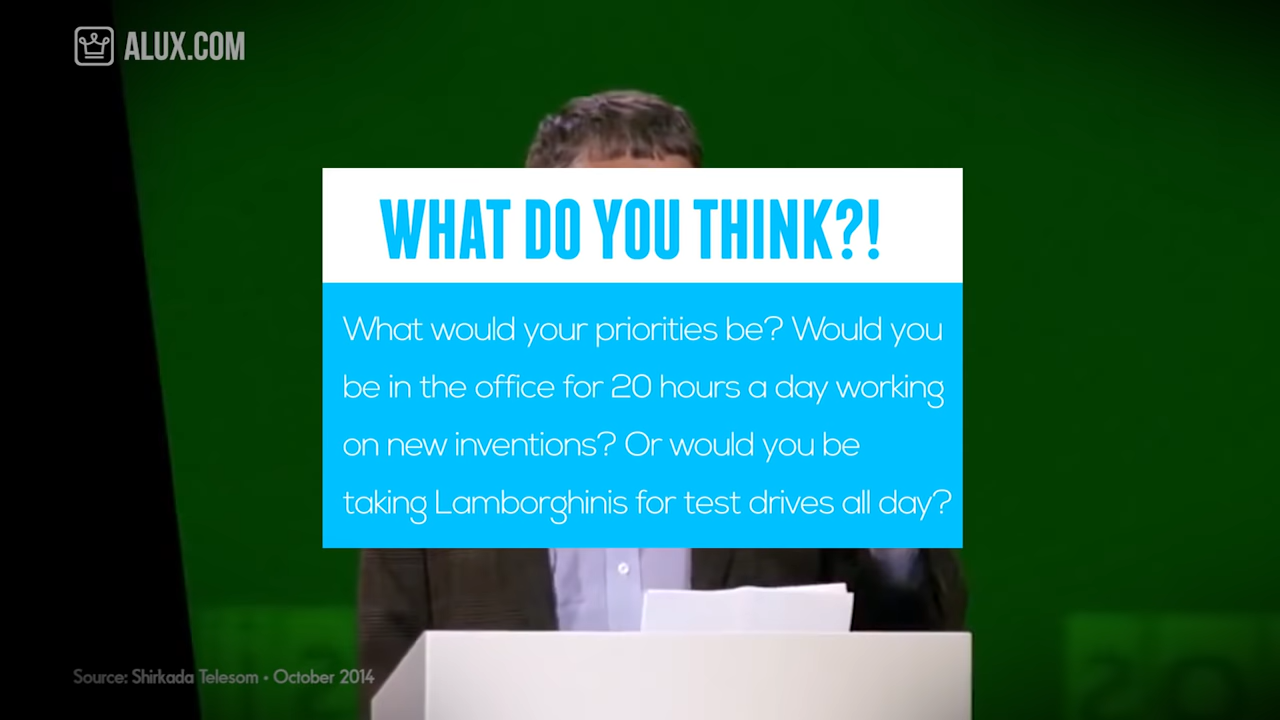 ALUX.COM
WHAT DO YOU THINK?!
What would your priorities be? Would you
be in the office for 20 hours a day working
on new inventions? Or would you be
taking Lamborghinis for test drives all day?
Source: Shirkada Telesom • October 2014